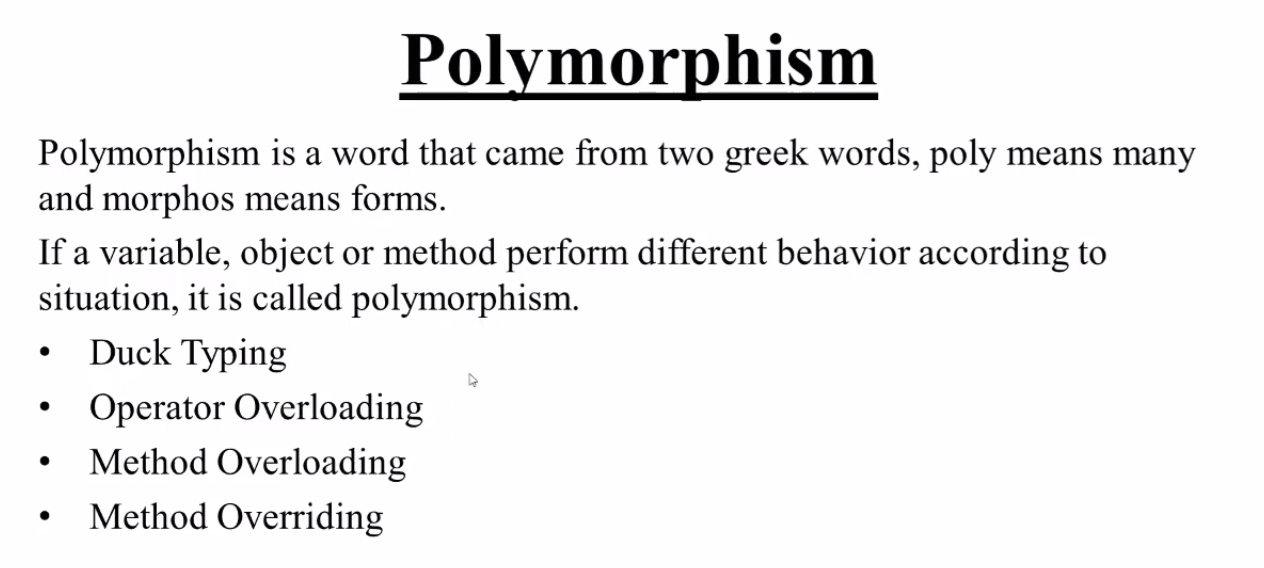 Polymorphism
Polymorphism is a word that came from two greek words, poly means many
and morphos means forms.
If a variable, object or method perform different behavior according to
situation, it is called polymorphism.
• Duck Typing
• Operator Overloading
• Method Overloading
• Method Overriding